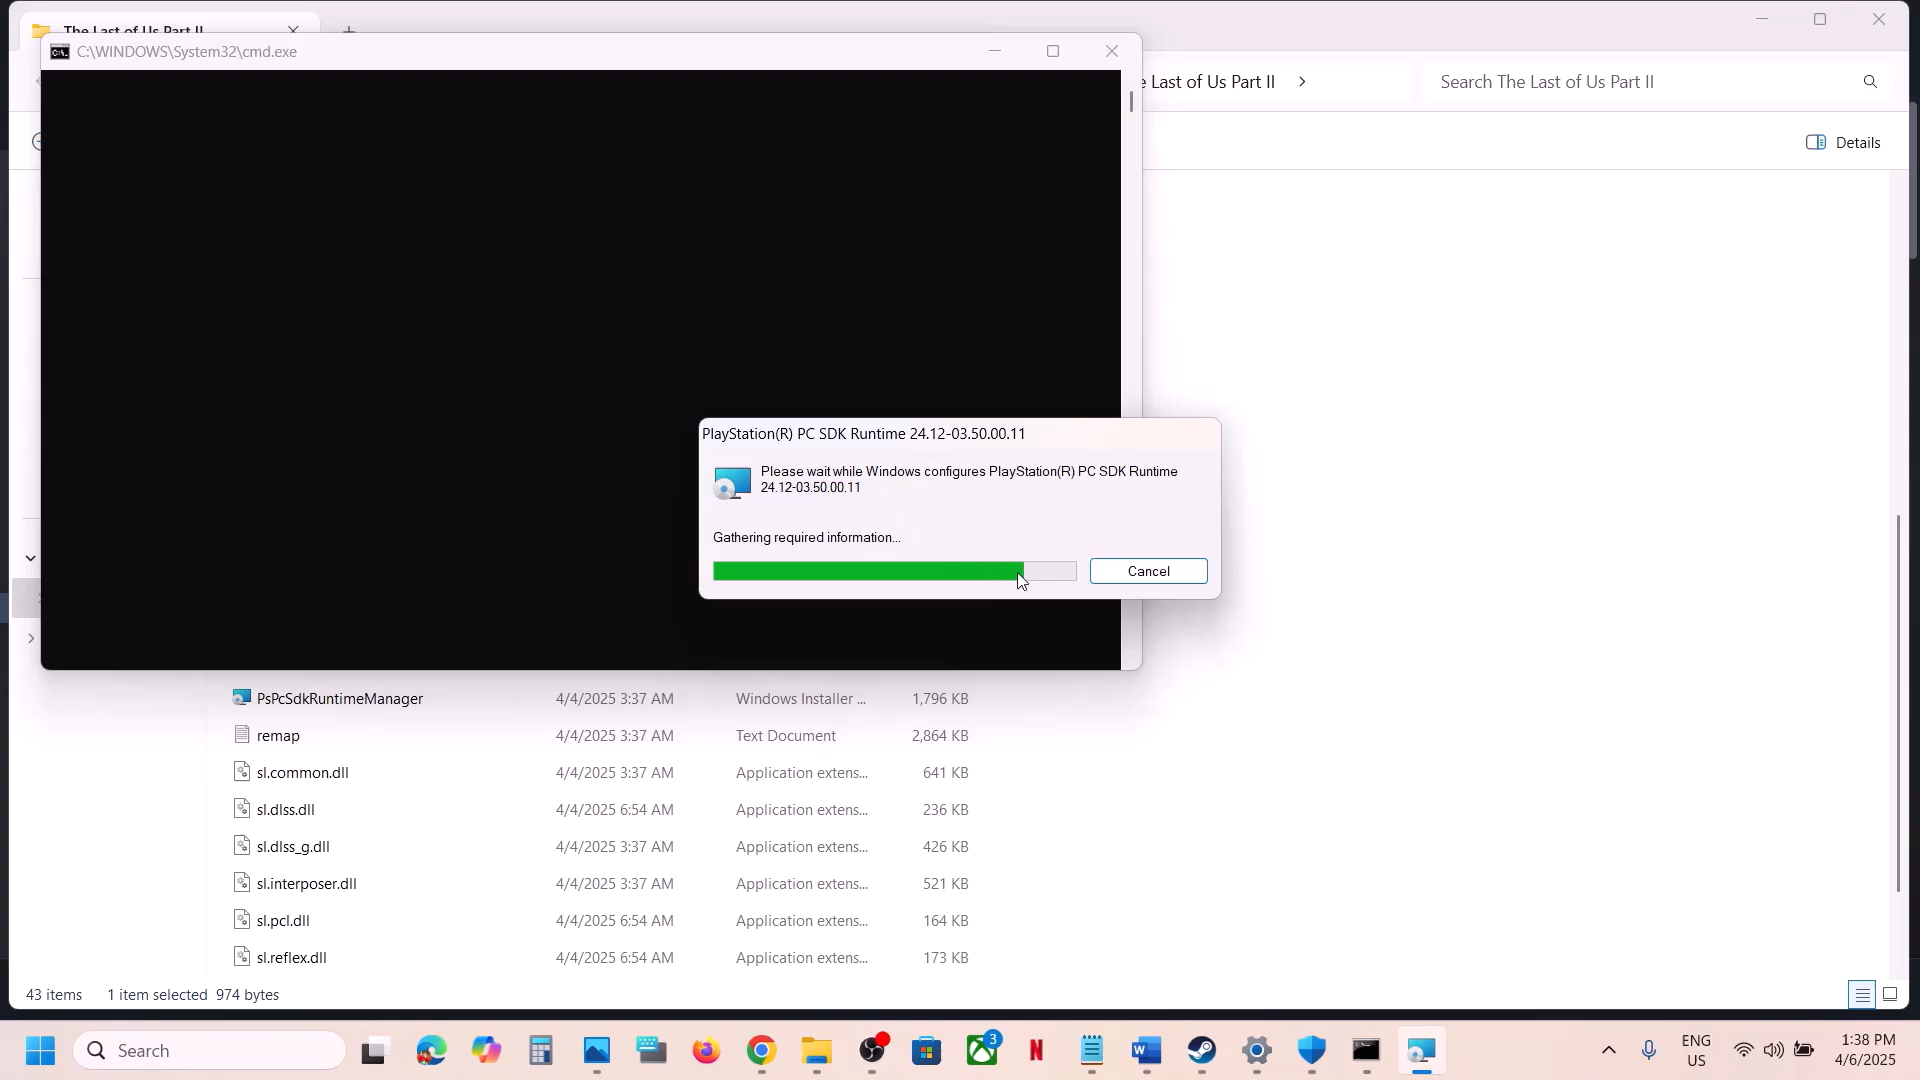 The Last of Us Part II
C:\WINDOWS\System32\cmd.exe
e Last of Us Part II
Search The Last of Us Part II
Details
PlayStation(R) PC SDK Runtime 24.12-03.50.00.11
Please wait while Windows configures PlayStation(R) PC SDK Runtime
24.12-03.50.00.11
Gathering required information...
Cancel
PsPcSdkRuntimeManager 4/4/2025 3:37 AM Windows Installer ... 1,796 KB
remap 4/4/2025 3:37 AM Text Document 2,864 KB
sl.common.dll 4/4/2025 3:37 AM Application extens... 641 KB
sl.dlss.dll 4/4/2025 6:54 AM Application extens... 236 KB
sl.dlss_g.dll 4/4/2025 3:37 AM Application extens... 426 KB
sl.interposer.dll 4/4/2025 3:37 AM Application extens... 521 KB
sl.pcl.dll 4/4/2025 6:54 AM Application extens... 164 KB
sl.reflex.dll 4/4/2025 6:54 AM Application extens... 173 KB
43 items 1 item selected 974 bytes
Search
3
ENG
US
1:38 PM
4/6/2025